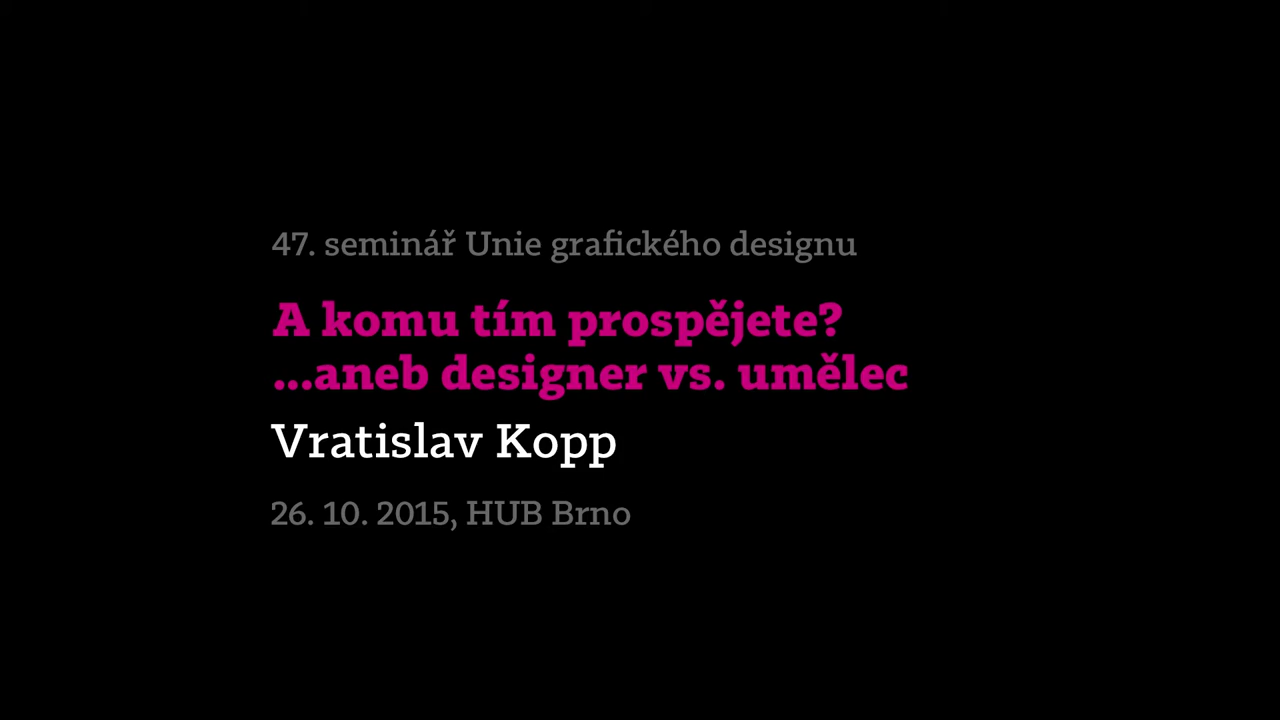 47. seminář Unie grafického designu
A komu tím prospějete?
...aneb designer vs. umělec
Vratislav Kopp
26. 10. 2015, HUB Brno